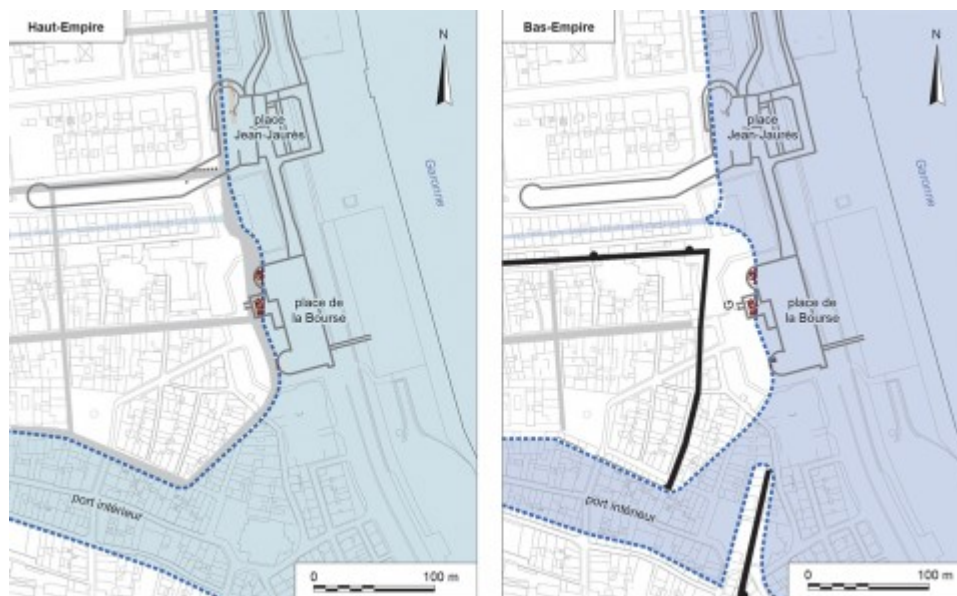 Haut-Empire
N
place
Jean-Jaurès
Garonne
place de
la Bourse
port intérieur
0 100 m
Bas-Empire
N
place
Jean-Jaurès
Garonne
place de
la Bourse
port intérieur
0 100 m